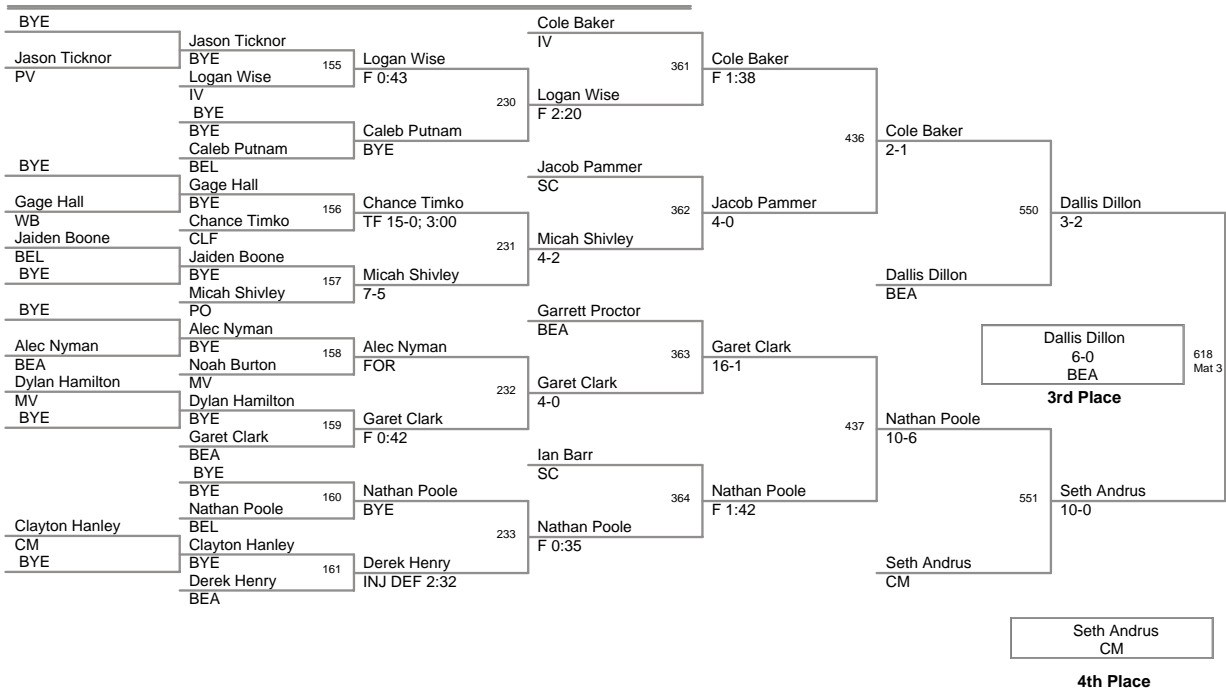 BYE
Jason Ticknor
PV
BYE
Gage Hall
WB
Jaiden Boone
BEL
BYE
BYE
Alec Nyman
BEA
Dylan Hamilton
MV
BYE
Clayton Hanley
CM
BYE
Jason Ticknor
BYE
155
Logan Wise
IV
BYE
BYE
Caleb Putnam
BEL
Gage Hall
BYE
156
Chance Timko
CLF
Jaiden Boone
BYE
157
Micah Shivley
PO
Alec Nyman
BYE
158
Noah Burton
MV
Dylan Hamilton
BYE
159
Garet Clark
BEA
BYE
BYE
160
Nathan Poole
BEL
Clayton Hanley
BYE
161
Derek Henry
BEA
Logan Wise
F 0:43
230
Caleb Putnam
BYE
Chance Timko
TF 15-0; 3:00
231
Micah Shivley
7-5
Alec Nyman
FOR
232
Garet Clark
F 0:42
Nathan Poole
BYE
233
Derek Henry
INJ DEF 2:32
Cole Baker
IV
361
Logan Wise
F 2:20
Jacob Pammer
SC
362
Micah Shivley
4-2
Garrett Proctor
BEA
363
Garet Clark
4-0
Ian Barr
SC
364
Nathan Poole
F 0:35
Cole Baker
F 1:38
436
Jacob Pammer
4-0
Garet Clark
16-1
437
Nathan Poole
F 1:42
Cole Baker
2-1
550
Dallis Dillon
BEA
Nathan Poole
10-6
551
Seth Andrus
CM
Dallis Dillon
3-2
Dallis Dillon
6-0
BEA
618
Mat 3
3rd Place
Seth Andrus
10-0
Seth Andrus
CM
4th Place